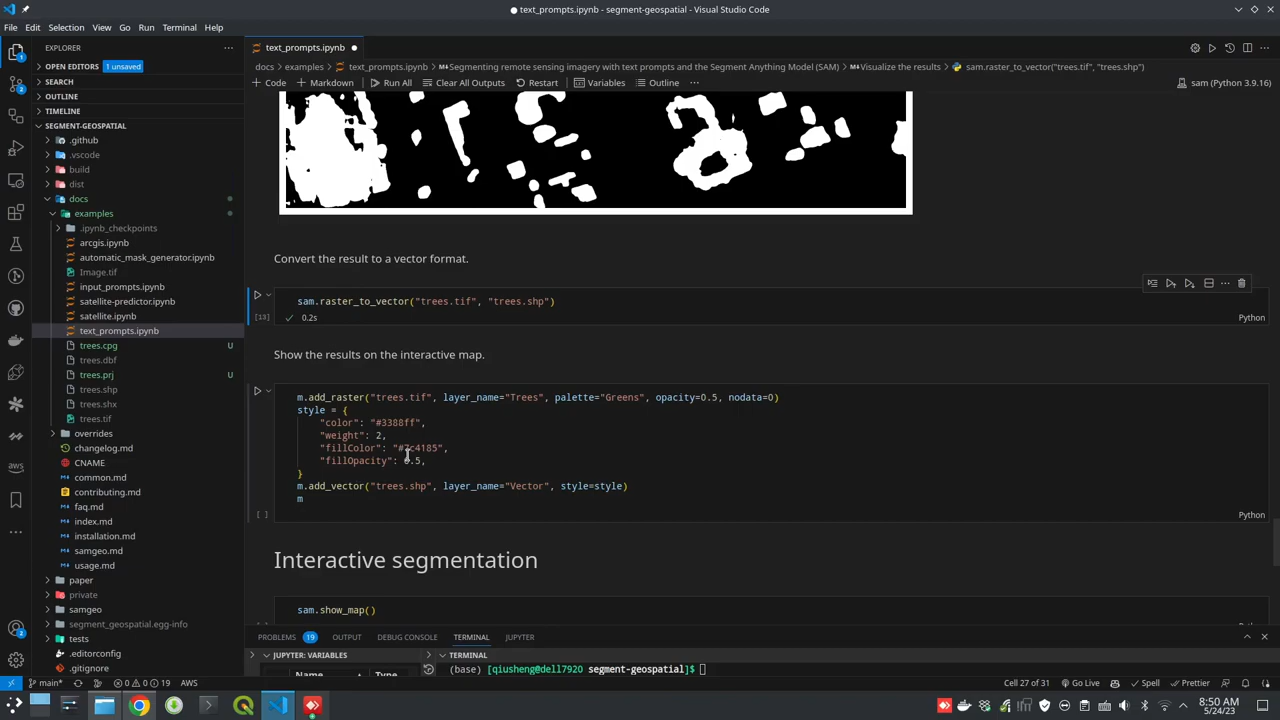 text_prompts.ipynb - segment-geospatial - Visual Studio Code
File Edit Selection View Go Run Terminal Help
EXPLORER
OPEN EDITORS 1 unsaved
SEARCH
OUTLINE
TIMELINE
SEGMENT-GEOSPATIAL
.github
.vscode
build
dist
docs
examples
.ipynb_checkpoints
arcgis.ipynb
automatic_mask_generator.ipynb
Image.tif
input_prompts.ipynb
satellite-predictor.ipynb
satellite.ipynb
text_prompts.ipynb
trees.cpg U
trees.dbf
trees.prj U
trees.shp
trees.shx
trees.tif
overrides
changelog.md
CNAME
common.md
contributing.md
faq.md
index.md
installation.md
samgeo.md
usage.md
paper
private
samgeo
segment_geospatial.egg-info
tests
.editorconfig
.gitignore
text_prompts.ipynb
docs > examples > text_prompts.ipynb > Segmenting remote sensing imagery with text prompts and the Segment Anything Model (SAM) > Visualize the results > sam.raster_to_vector("trees.tif", "trees.shp")
+ Code + Markdown Run All Clear All Outputs Restart Variables Outline ... sam (Python 3.9.16)
Convert the result to a vector format.
sam.raster_to_vector("trees.tif", "trees.shp")
[13] 0.2s Python
Show the results on the interactive map.
m.add_raster("trees.tif", layer_name="Trees", palette="Greens", opacity=0.5, nodata=0)
style = {
"color": "#3388ff",
"weight": 2,
"fillColor": "#7c4185",
"fillOpacity": 0.5,
}
m.add_vector("trees.shp", layer_name="Vector", style=style)
m
[ ] Python
Interactive segmentation
sam.show_map()
PROBLEMS 19 OUTPUT DEBUG CONSOLE TERMINAL JUPYTER
JUPYTER: VARIABLES
TERMINAL
Name Type
(base) [qiusheng@dell7920 segment-geospatial]$
main* 0 0 19 AWS Cell 27 of 31 Go Live Spell Prettier
8:50 AM
5/24/23